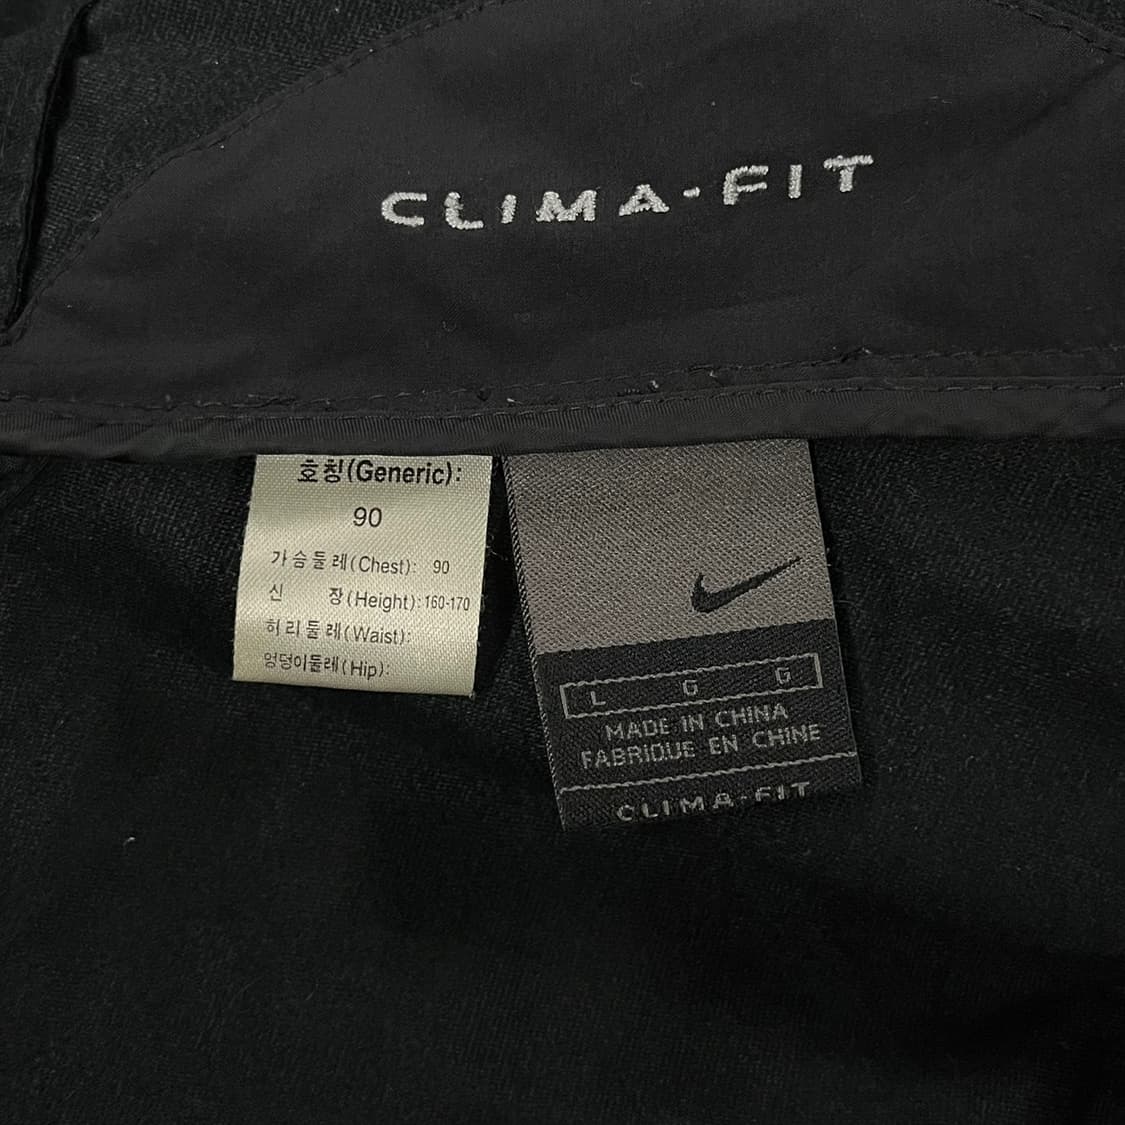 CLIMA-FIT
호칭(Generic):
90
가슴둘레(Chest): 90
신 장(Height):160-170
허리둘레(Waist):
엉덩이둘레(Hip):
L G G
MADE IN CHINA
FABRIQUE EN CHINE
CLIMA-FIT